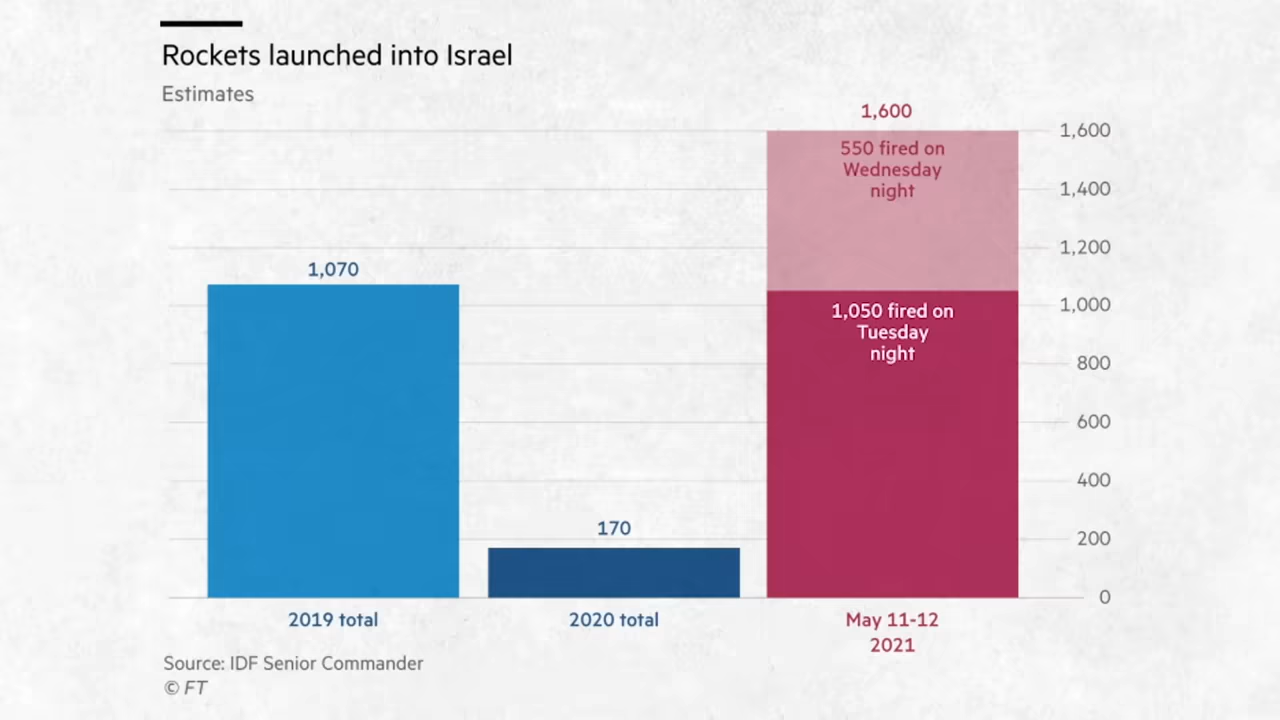 Rockets launched into Israel
Estimates
1,600
1,600
550 fired on
Wednesday
night
1,400
1,200
1,070
1,050 fired on
Tuesday
night
1,000
800
600
400
170
200
0
2019 total
2020 total
May 11-12
2021
Source: IDF Senior Commander
© FT